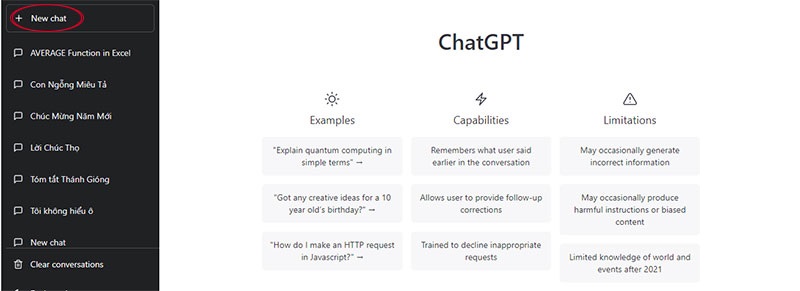 New chat
AVERAGE Function in Excel
Con Ngỗng Miêu Tả
Chúc Mừng Năm Mới
Lời Chúc Thọ
Tóm tắt Thánh Gióng
Tôi không hiểu ô
New chat
Clear conversations
ChatGPT
Examples
"Explain quantum computing in
simple terms" →
"Got any creative ideas for a 10
year old's birthday?" →
"How do I make an HTTP request
in Javascript?" →
Capabilities
Remembers what user said
earlier in the conversation
Allows user to provide follow-up
corrections
Trained to decline inappropriate
requests
Limitations
May occasionally generate
incorrect information
May occasionally produce
harmful instructions or biased
content
Limited knowledge of world and
events after 2021